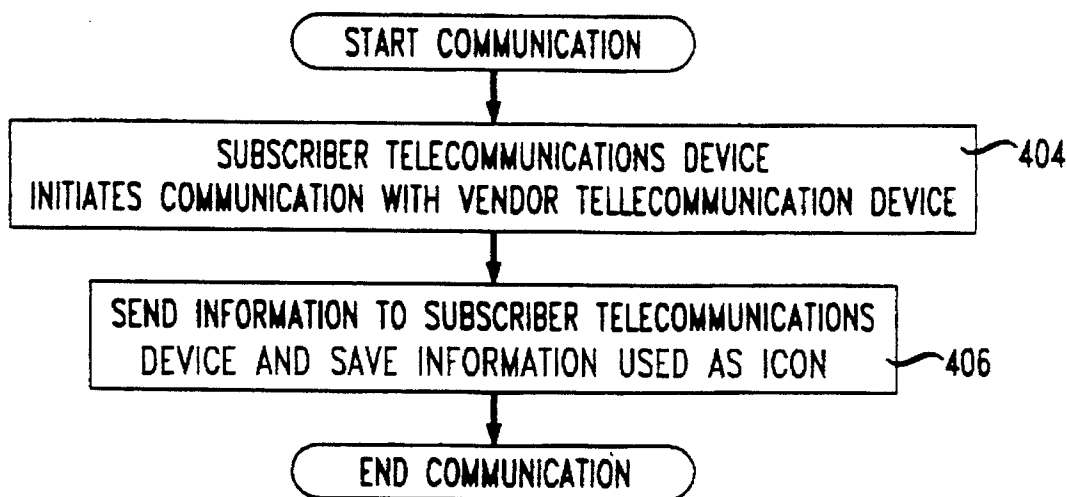 START COMMUNICATION
SUBSCRIBER TELECOMMUNICATIONS DEVICE
INITIATES COMMUNICATION WITH VENDOR TELLECOMMUNICATION DEVICE
404
SEND INFORMATION TO SUBSCRIBER TELECOMMUNICATIONS
DEVICE AND SAVE INFORMATION USED AS ICON
406
END COMMUNICATION